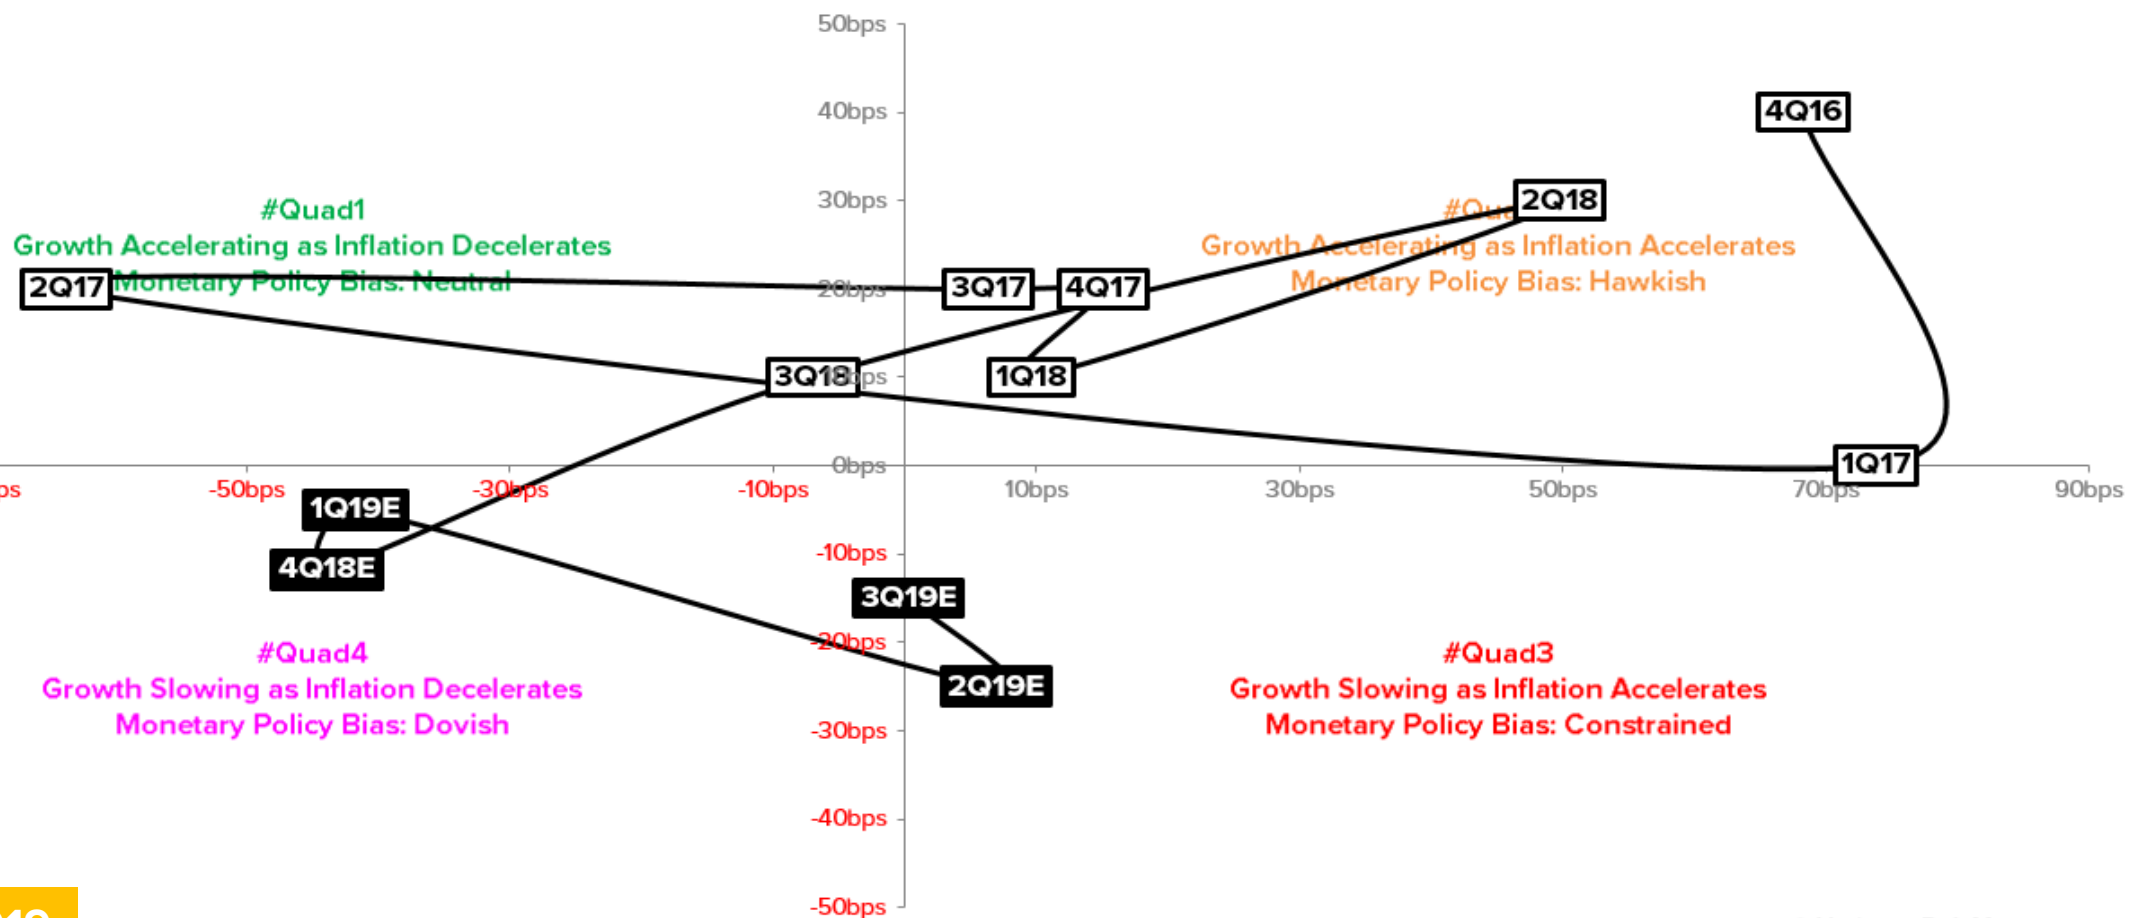 50bps
40bps
4Q16
30bps
2Q18
#Quad1
Growth Accelerating as Inflation Decelerates
Monetary Policy Bias: Neutral
Growth Accelerating as Inflation Accelerates
Monetary Policy Bias: Hawkish
2Q17
20bps
3Q17
4Q17
3Q18
1Q18
0bps
1Q17
-50bps
-30bps
-10bps
10bps
30bps
50bps
70bps
90bps
1Q19E
4Q18E
-10bps
3Q19E
-20bps
2Q19E
#Quad4
Growth Slowing as Inflation Decelerates
Monetary Policy Bias: Dovish
#Quad3
Growth Slowing as Inflation Accelerates
Monetary Policy Bias: Constrained
-30bps
-40bps
-50bps